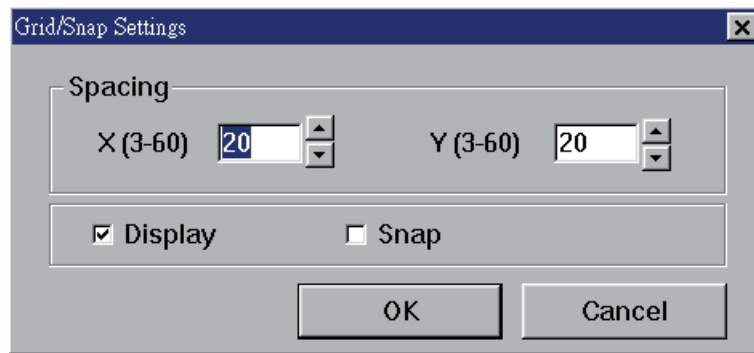 Grid/Snap Settings
Spacing
X (3-60) 20 Y (3-60) 20
Display Snap
OK Cancel